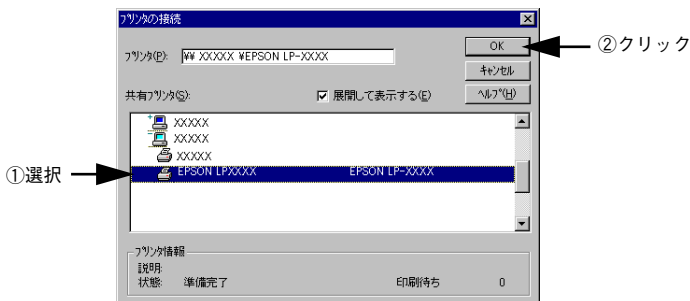 プリンタの接続
プリンタ(P): ¥¥ XXXXX ¥EPSON LP-XXXX
OK
②クリック
キャンセル
共有プリンタ(S):
展開して表示する(E)
ヘルプ(H)
XXXXX
XXXXX
XXXXX
①選択
EPSON LPXXXX EPSON LP-XXXX
プリンタ情報
説明:
状態: 準備完了 印刷待ち 0